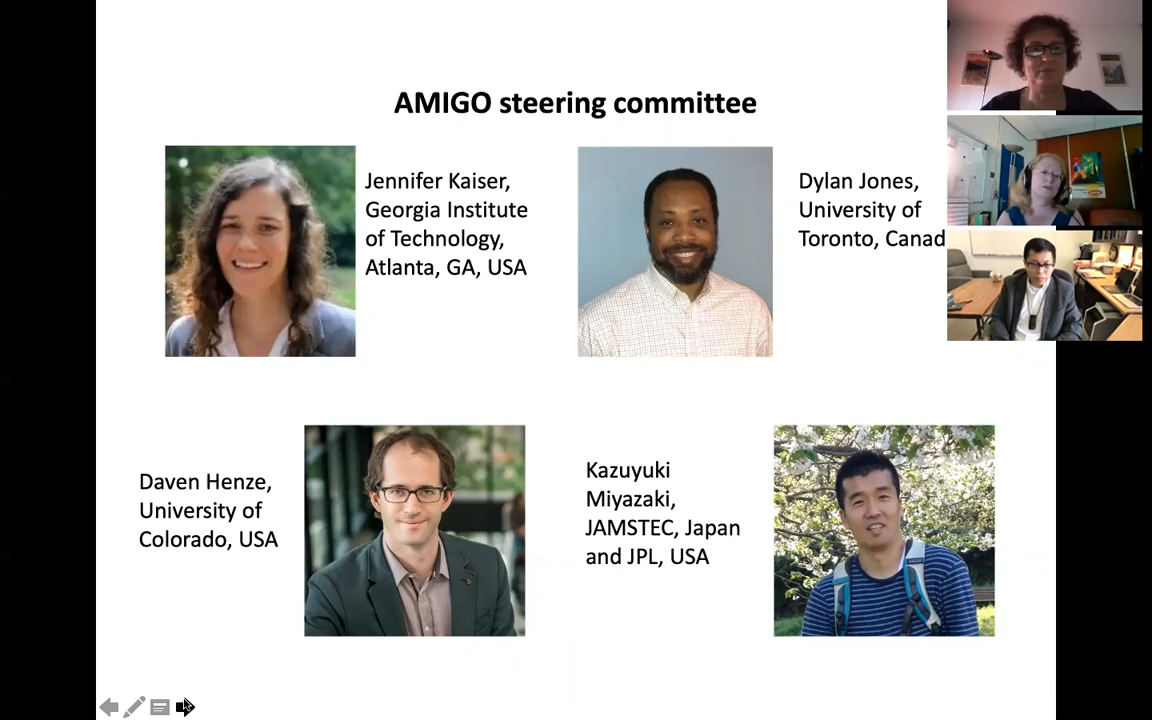 AMIGO steering committee
Jennifer Kaiser,
Georgia Institute
of Technology,
Atlanta, GA, USA
Dylan Jones,
University of
Toronto, Canad
Daven Henze,
University of
Colorado, USA
Kazuyuki
Miyazaki,
JAMSTEC, Japan
and JPL, USA